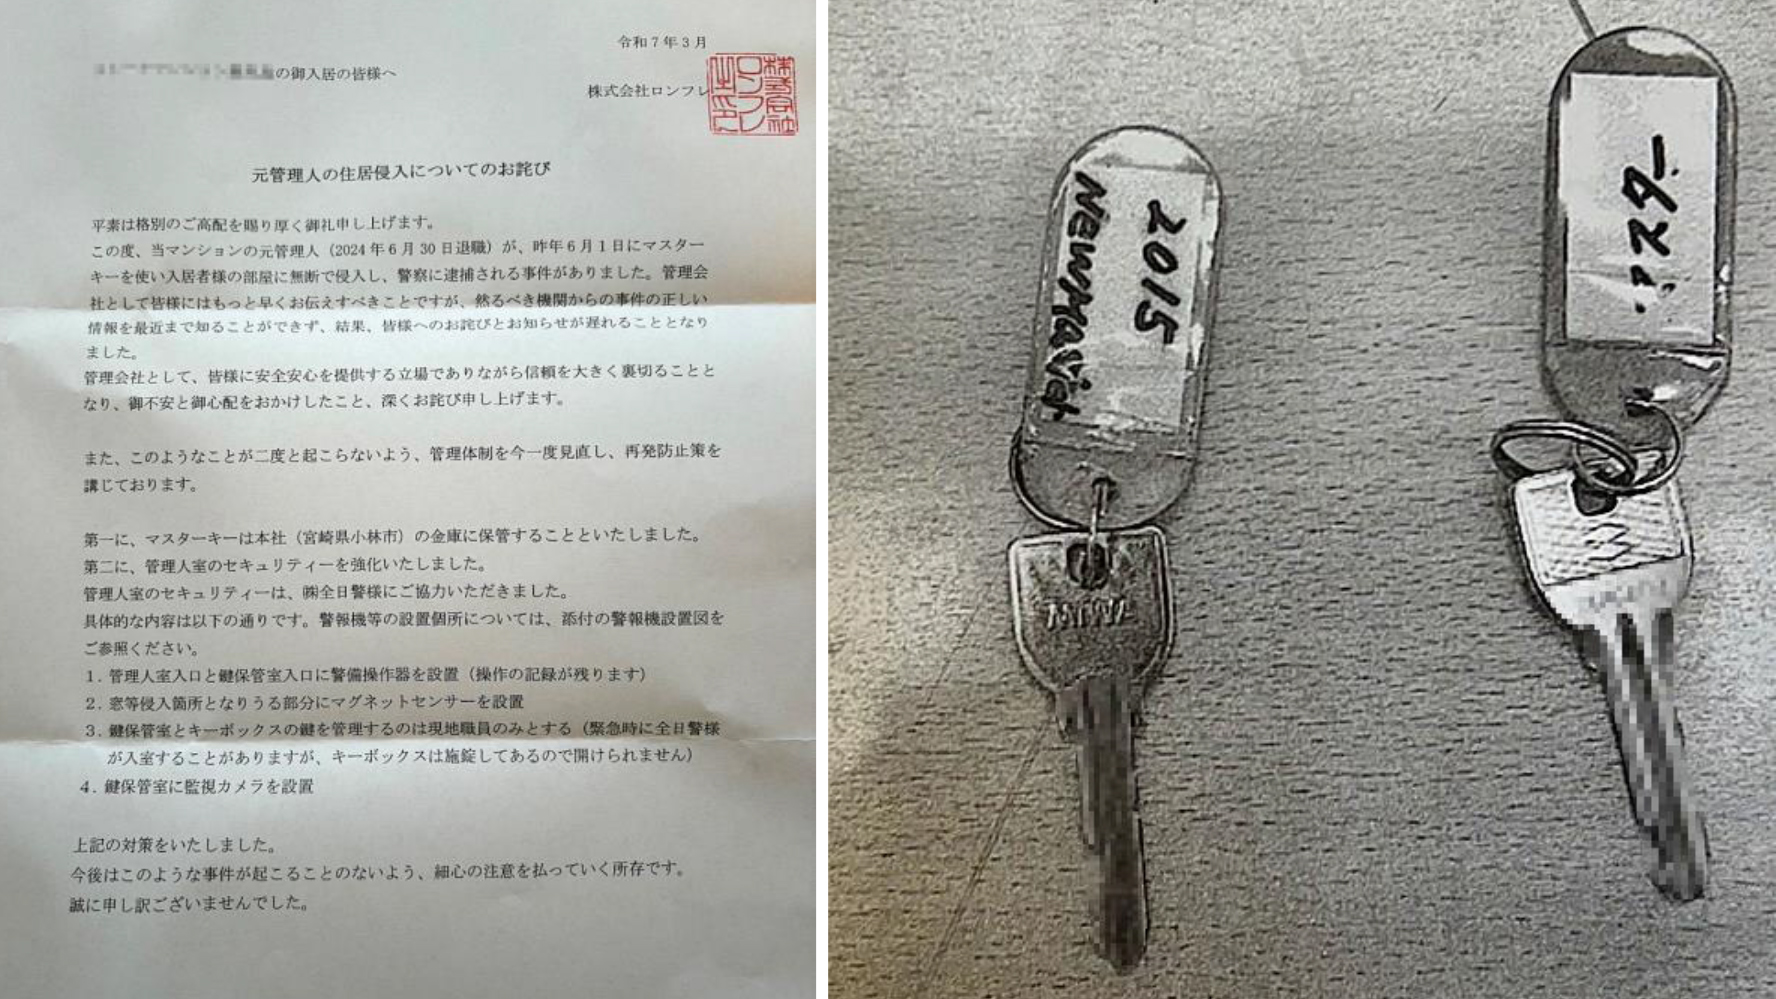 令和7年3月
の御入居の皆様へ
株式会社ロンフレ
株式会社
ロンフレ
之印
元管理人の住居侵入についてのお詫び
平素は格別のご高配を賜り厚く御礼申し上げます。
この度、当マンションの元管理人（2024年6月30日退職）が、昨年6月1日にマスター
キーを使い入居者様の部屋に無断で侵入し、警察に逮捕される事件がありました。管理会
社として皆様にはもっと早くお伝えすべきことですが、然るべき機関からの事件の正しい
情報を最近まで知ることができず、結果、皆様へのお詫びとお知らせが遅れることとなり
ました。
管理会社として、皆様に安全安心を提供する立場でありながら信頼を大きく裏切ることと
なり、御不安と御心配をおかけしたこと、深くお詫び申し上げます。
また、このようなことが二度と起こらないよう、管理体制を今一度見直し、再発防止策を
講じております。
第一に、マスターキーは本社（宮崎県小林市）の金庫に保管することといたしました。
第二に、管理人室のセキュリティーを強化いたしました。
管理人室のセキュリティーは、㈱全日警様にご協力いただきました。
具体的な内容は以下の通りです。警報機等の設置個所については、添付の警報機設置図を
ご参照ください。
1．管理人室入口と鍵保管室入口に警備操作器を設置（操作の記録が残ります）
2．窓等侵入箇所となりうる部分にマグネットセンサーを設置
3．鍵保管室とキーボックスの鍵を管理するのは現地職員のみとする（緊急時に全日警様
が入室することがありますが、キーボックスは施錠してあるので開けられません）
4．鍵保管室に監視カメラを設置
上記の対策をいたしました。
今後はこのような事件が起こることのないよう、細心の注意を払っていく所存です。
誠に申し訳ございませんでした。
2015
MIWA
マスター